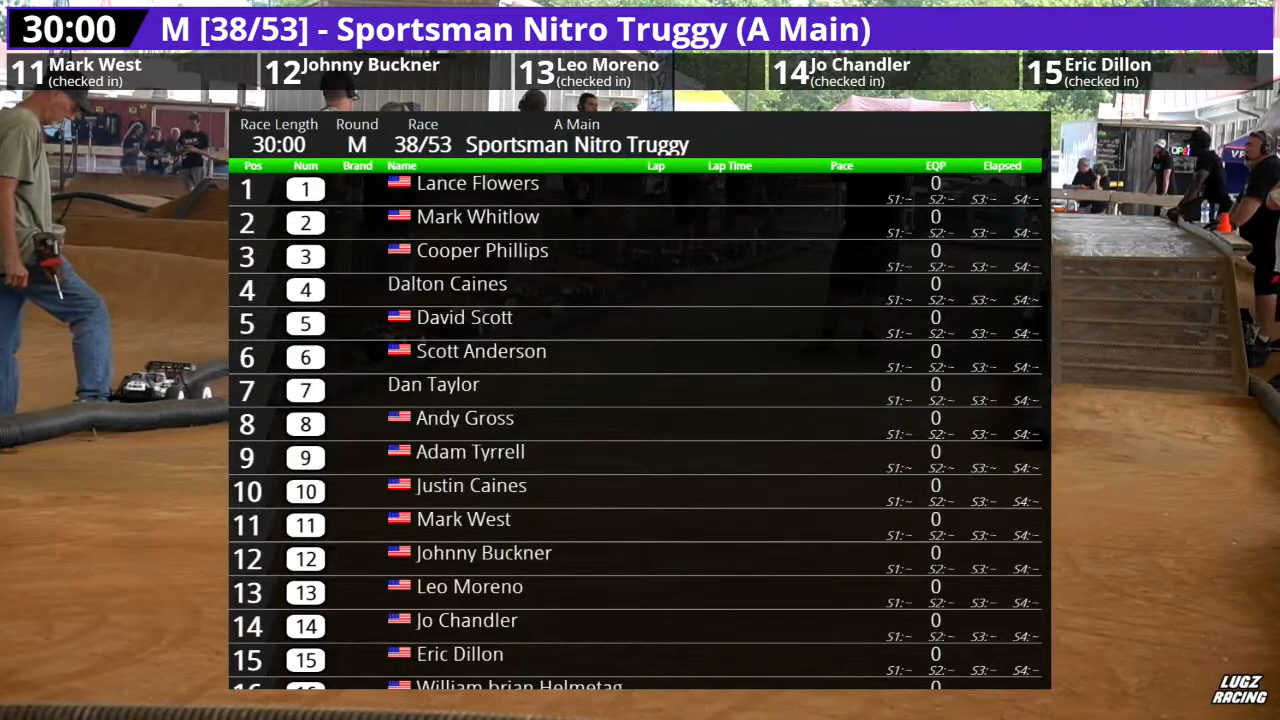 30:00 M [38/53] - Sportsman Nitro Truggy (A Main)
11 Mark West (checked in) 12 Johnny Buckner 13 Leo Moreno (checked in) 14 Jo Chandler (checked in) 15 Eric Dillon (checked in)
Race Length Round Race A Main
30:00 M 38/53 Sportsman Nitro Truggy
Pos Num Brand Name Lap Lap Time Pace EQP Elapsed
1 1 Lance Flowers 0
S1:~ S2:~ S3:~ S4:~
2 2 Mark Whitlow 0
S1:~ S2:~ S3:~ S4:~
3 3 Cooper Phillips 0
S1:~ S2:~ S3:~ S4:~
4 4 Dalton Caines 0
S1:~ S2:~ S3:~ S4:~
5 5 David Scott 0
S1:~ S2:~ S3:~ S4:~
6 6 Scott Anderson 0
S1:~ S2:~ S3:~ S4:~
7 7 Dan Taylor 0
S1:~ S2:~ S3:~ S4:~
8 8 Andy Gross 0
S1:~ S2:~ S3:~ S4:~
9 9 Adam Tyrrell 0
S1:~ S2:~ S3:~ S4:~
10 10 Justin Caines 0
S1:~ S2:~ S3:~ S4:~
11 11 Mark West 0
S1:~ S2:~ S3:~ S4:~
12 12 Johnny Buckner 0
S1:~ S2:~ S3:~ S4:~
13 13 Leo Moreno 0
S1:~ S2:~ S3:~ S4:~
14 14 Jo Chandler 0
S1:~ S2:~ S3:~ S4:~
15 15 Eric Dillon 0
S1:~ S2:~ S3:~ S4:~
16 16 William brian Helmetag 0
LUGZ
RACING